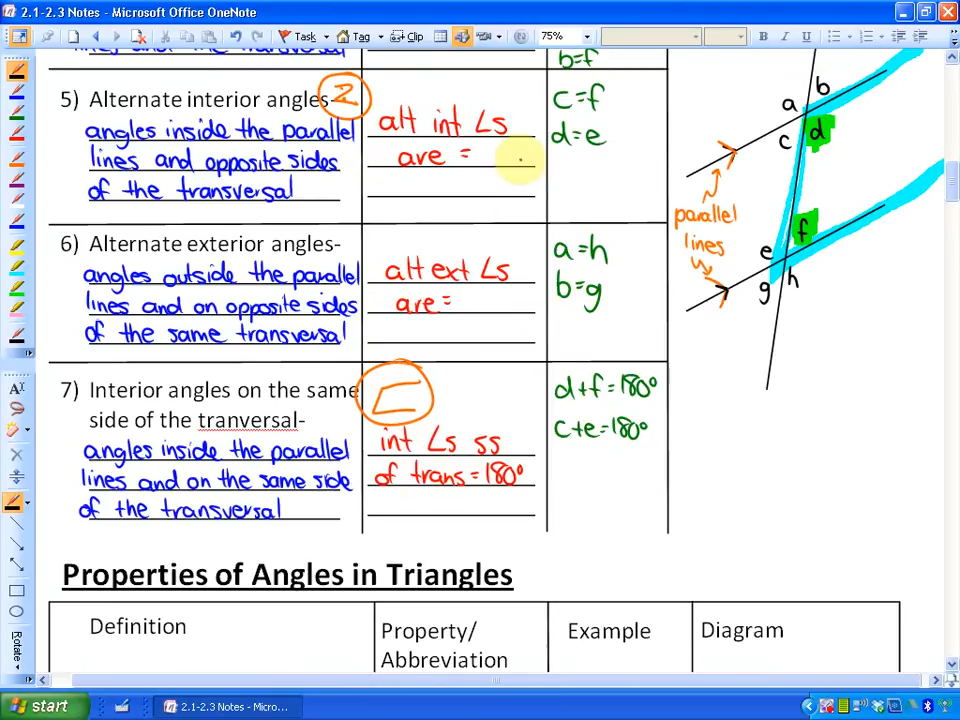 2.1-2.3 Notes - Microsoft Office OneNote
Task
Tag
Clip
75%
B I U
b=f
5) Alternate interior angles-
Z
angles inside the parallel
lines and opposite sides
of the transversal
alt int ∠s
are =
c=f
d=e
6) Alternate exterior angles-
angles outside the parallel
lines and on opposite sides
of the same transversal
alt ext ∠s
are =
a=h
b=g
7) Interior angles on the same
side of the tranversal-
angles inside the parallel
lines and on the same side
of the transversal
int ∠s ss
of trans=180°
d+f=180°
c+e=180°
a
b
c
d
parallel
lines
e
f
g
h
Properties of Angles in Triangles
Definition
Property/
Abbreviation
Example
Diagram
Rotate
start
2.1-2.3 Notes - Micro...